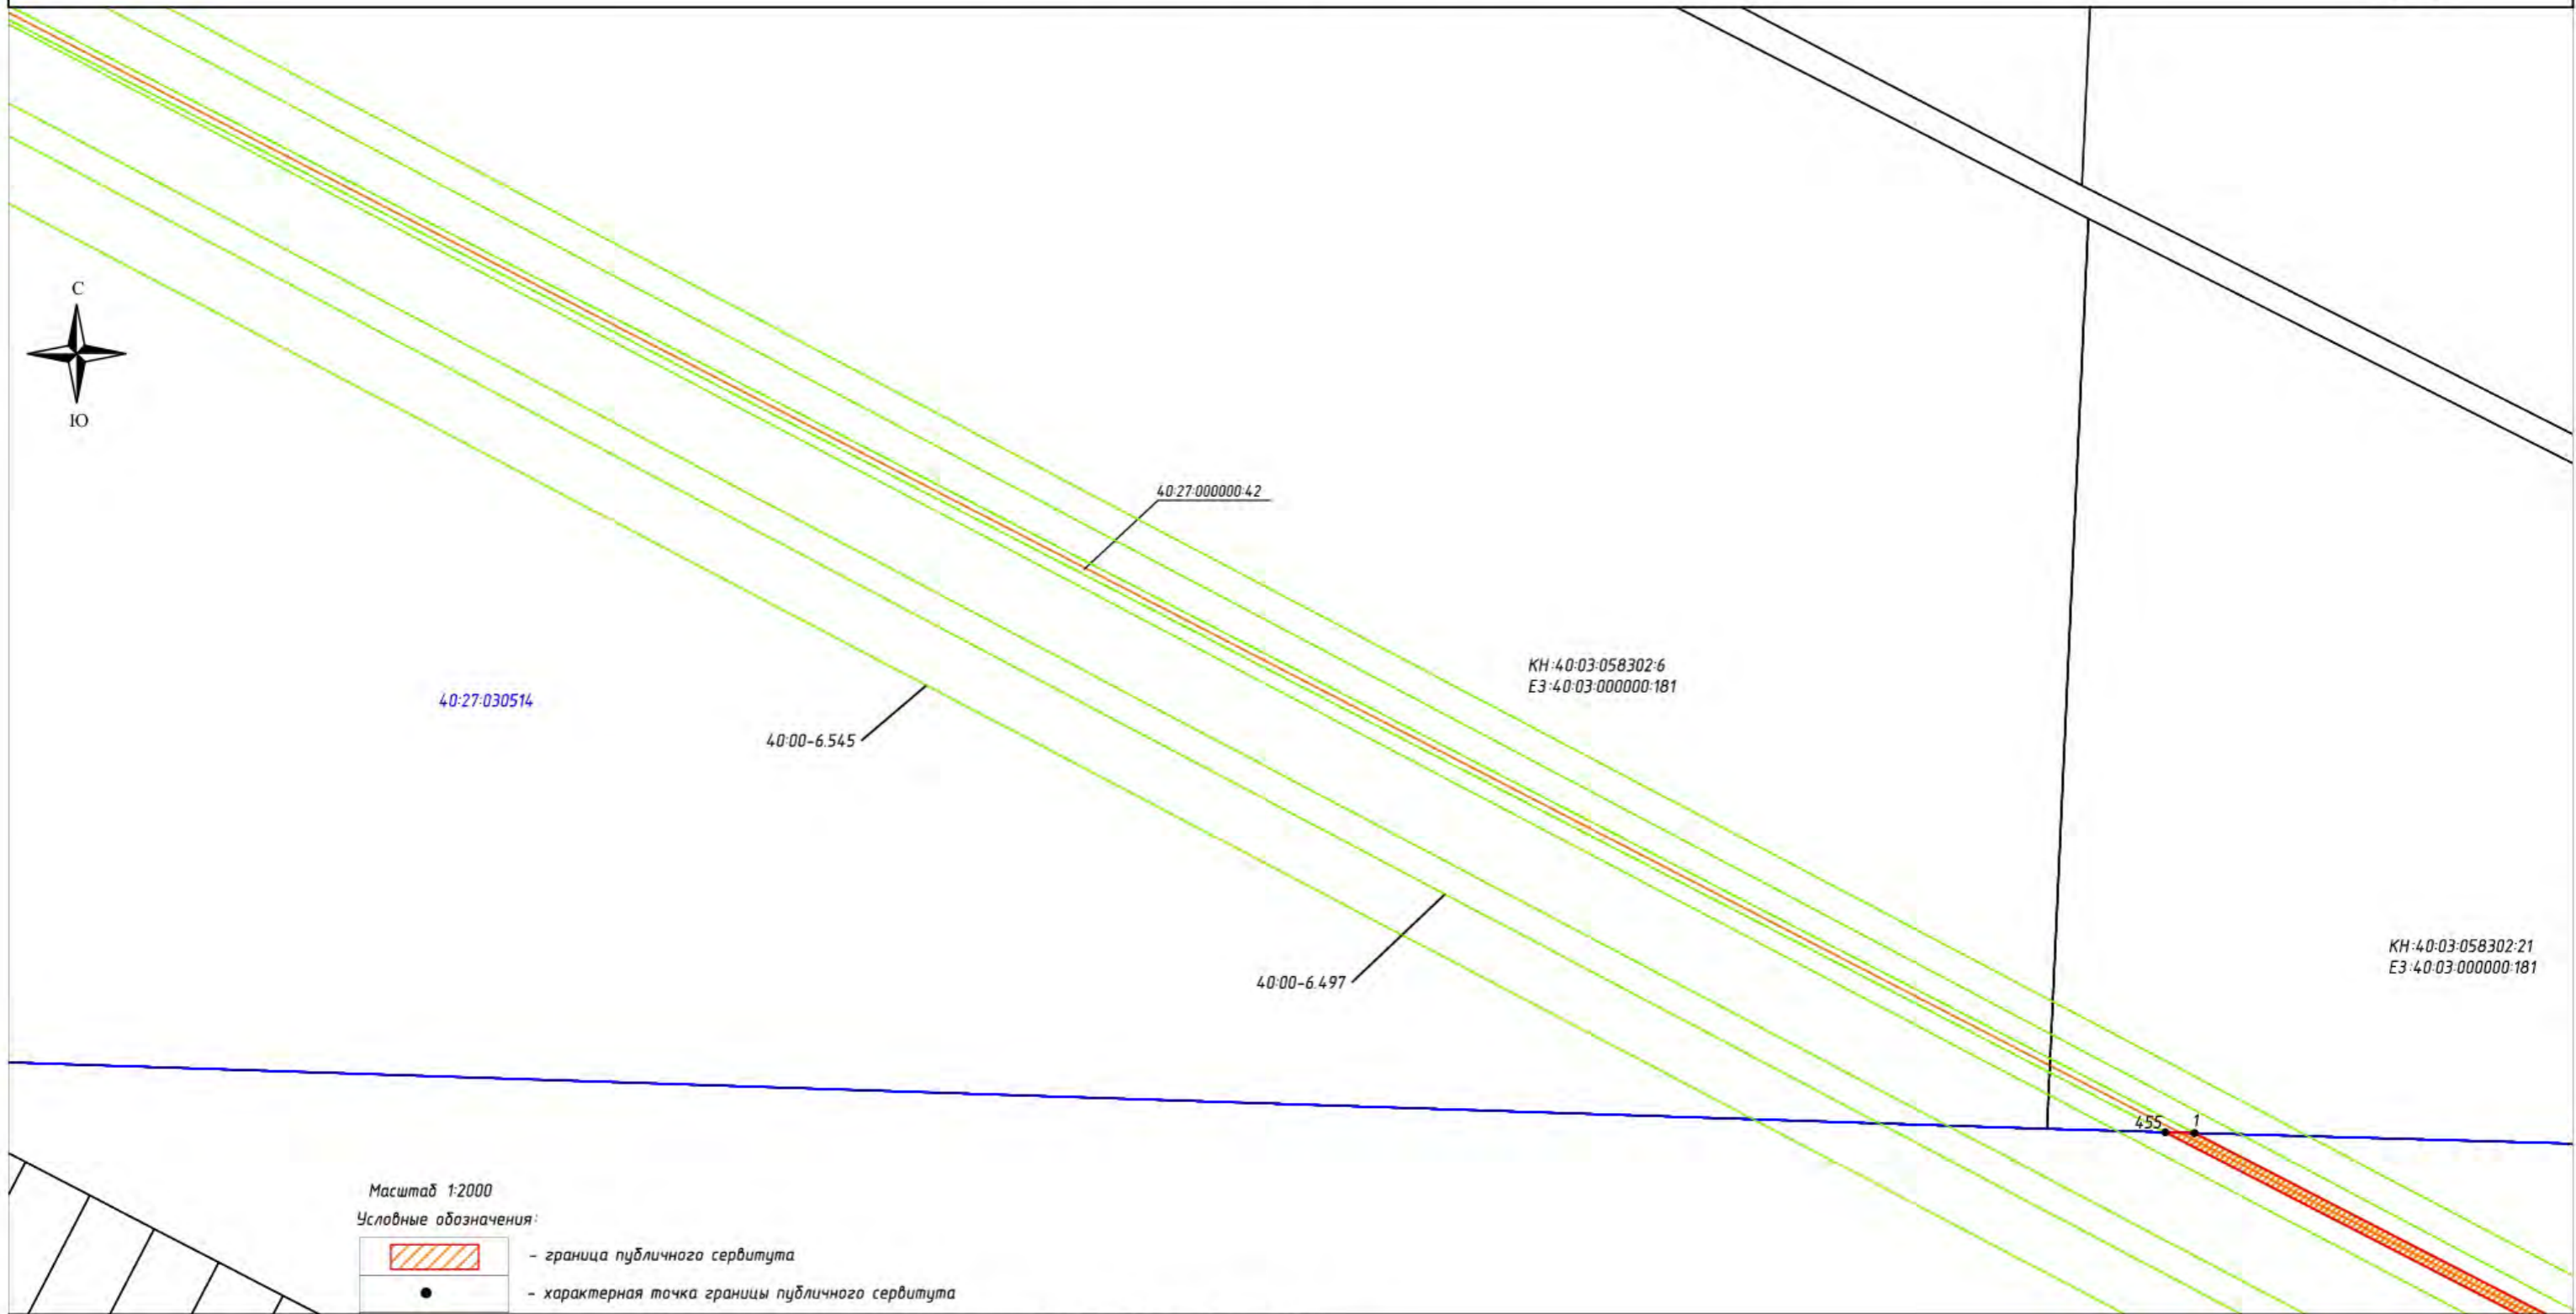 С
Ю
40:27:000000:42
КН:40:03:058302:6
ЕЗ:40:03:000000:181
40:27:030514
40:00-6.545
КН:40:03:058302:21
ЕЗ:40:03:000000:181
40:00-6.497
455
1
Масштаб 1:2000
Условные обозначения:
- граница публичного сервитута
- характерная точка границы публичного сервитута